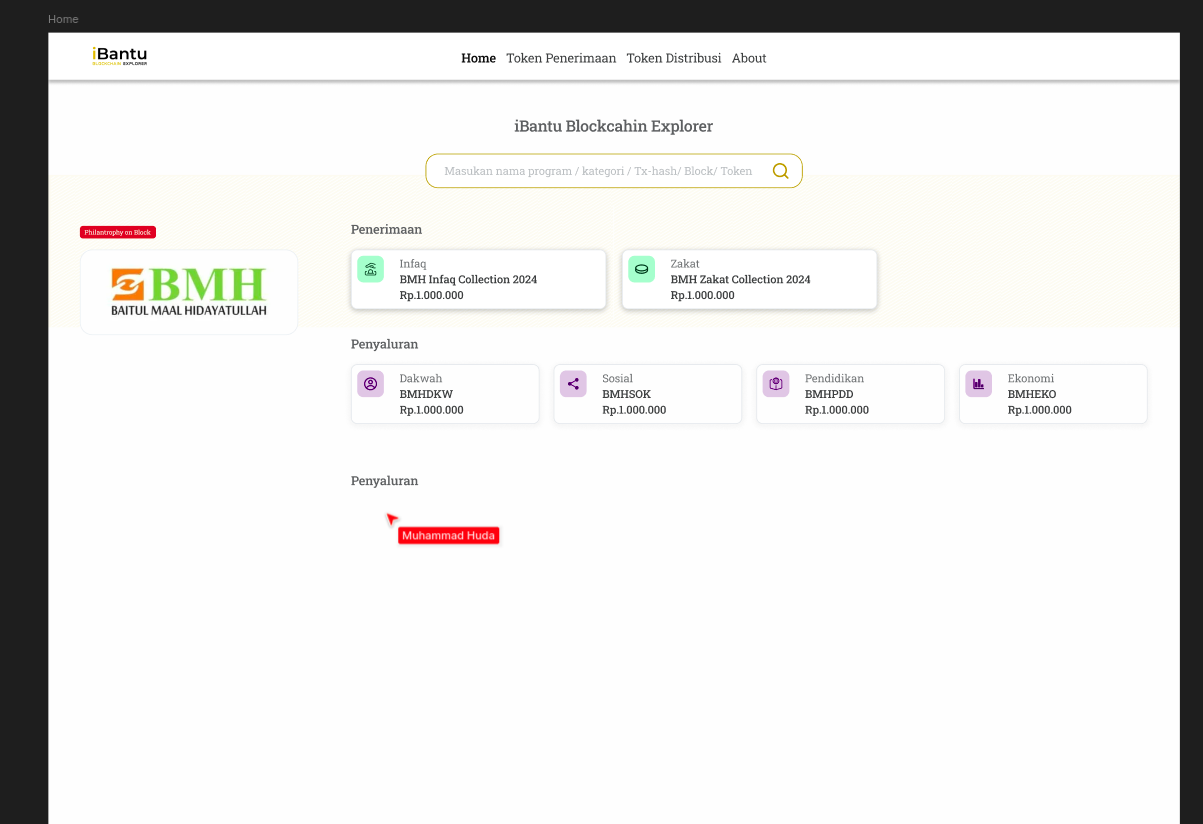 Home
iBantu
BLOCKCHAIN EXPLORER
Home Token Penerimaan Token Distribusi About
iBantu Blockcahin Explorer
Masukan nama program / kategori / Tx-hash/ Block/ Token
Philantrophy on Block
BMH
BAITUL MAAL HIDAYATULLAH
Penerimaan
Infaq
BMH Infaq Collection 2024
Rp.1.000.000
Zakat
BMH Zakat Collection 2024
Rp.1.000.000
Penyaluran
Dakwah
BMHDKW
Rp.1.000.000
Sosial
BMHSOK
Rp.1.000.000
Pendidikan
BMHPDD
Rp.1.000.000
Ekonomi
BMHEKO
Rp.1.000.000
Penyaluran
Muhammad Huda